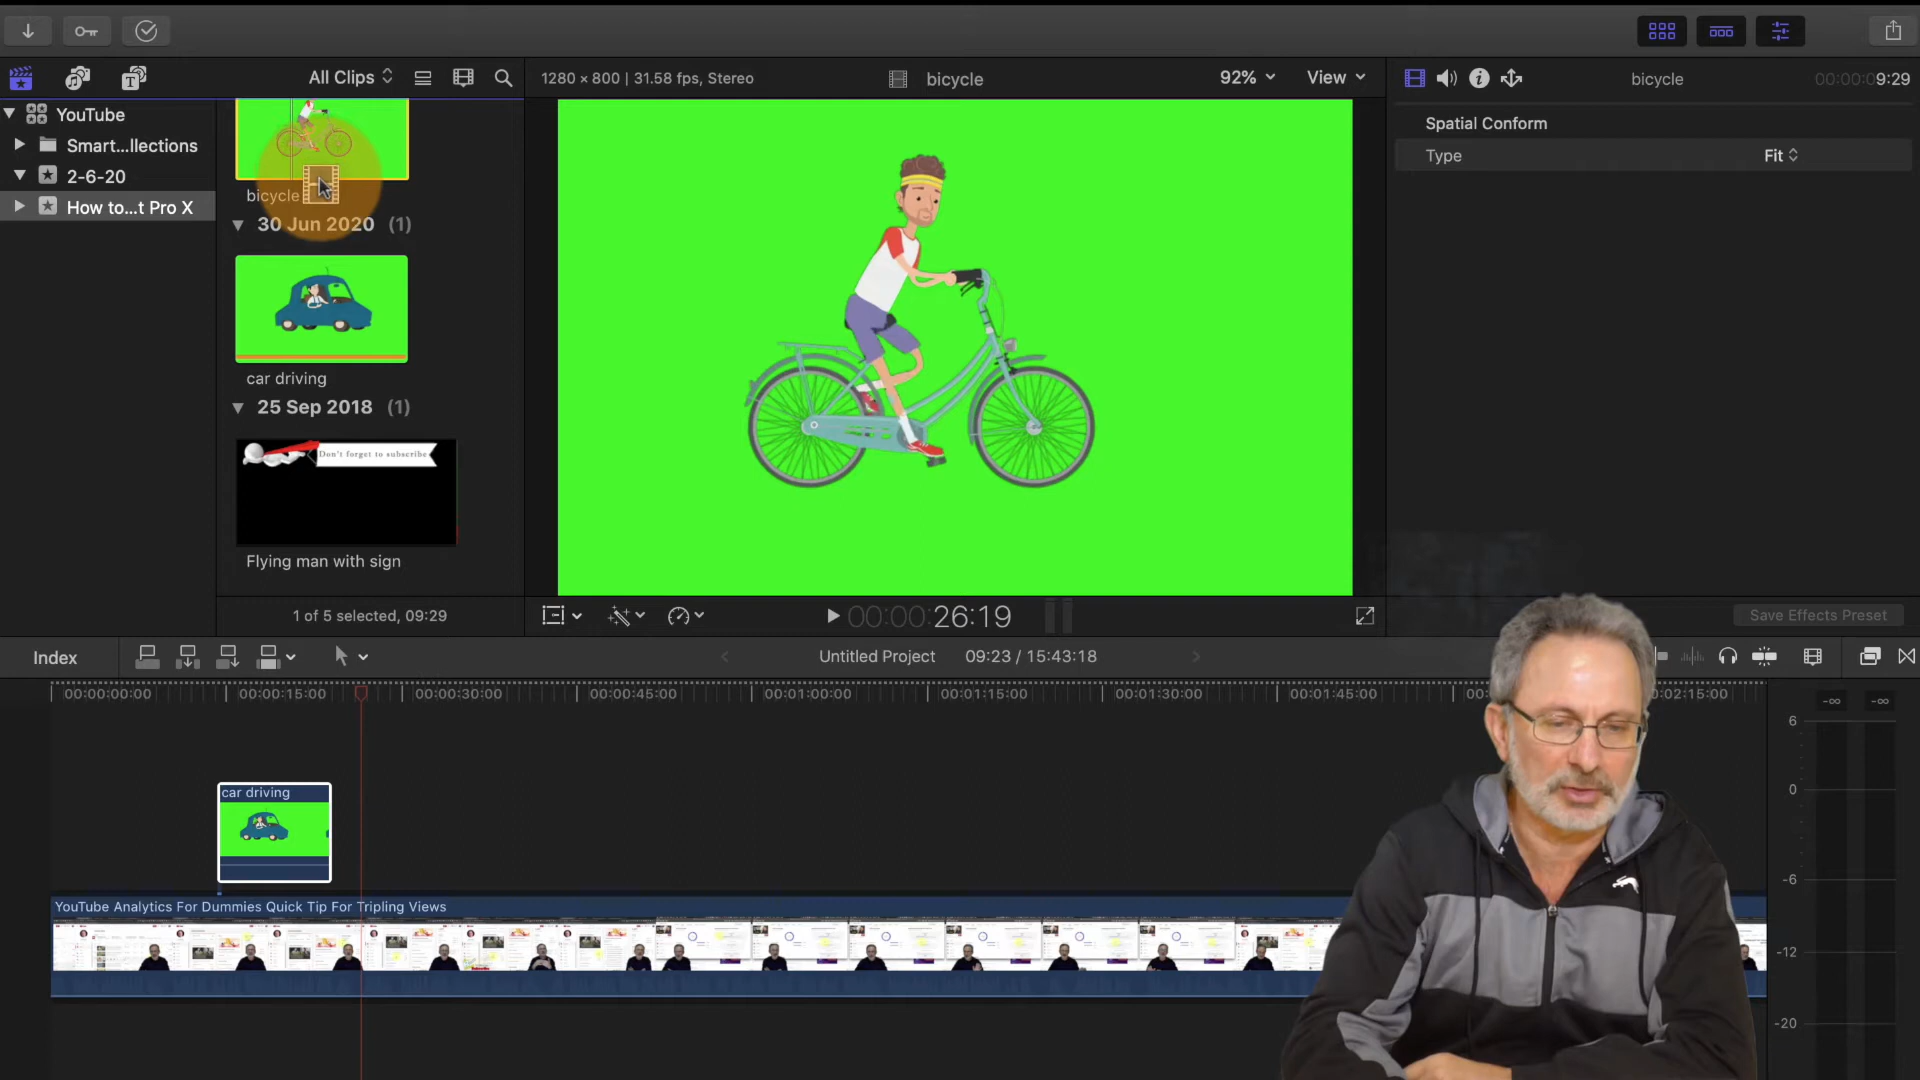 All Clips
1280 × 800 | 31.58 fps, Stereo
bicycle
92%
View
bicycle
00:00:09:29
YouTube
Smart...llections
2-6-20
How to...t Pro X
bicycle
30 Jun 2020 (1)
car driving
25 Sep 2018 (1)
Don't forget to subscribe
Flying man with sign
1 of 5 selected, 09:29
Spatial Conform
Type
Fit
00:00:26:19
Save Effects Preset
Index
Untitled Project
09:23 / 15:43:18
00:00:00:00
00:00:15:00
00:00:30:00
00:00:45:00
00:01:00:00
00:01:15:00
00:01:30:00
00:01:45:00
00:
02:15:00
-∞ -∞
6
0
-6
-12
-20
car driving
YouTube Analytics For Dummies Quick Tip For Tripling Views